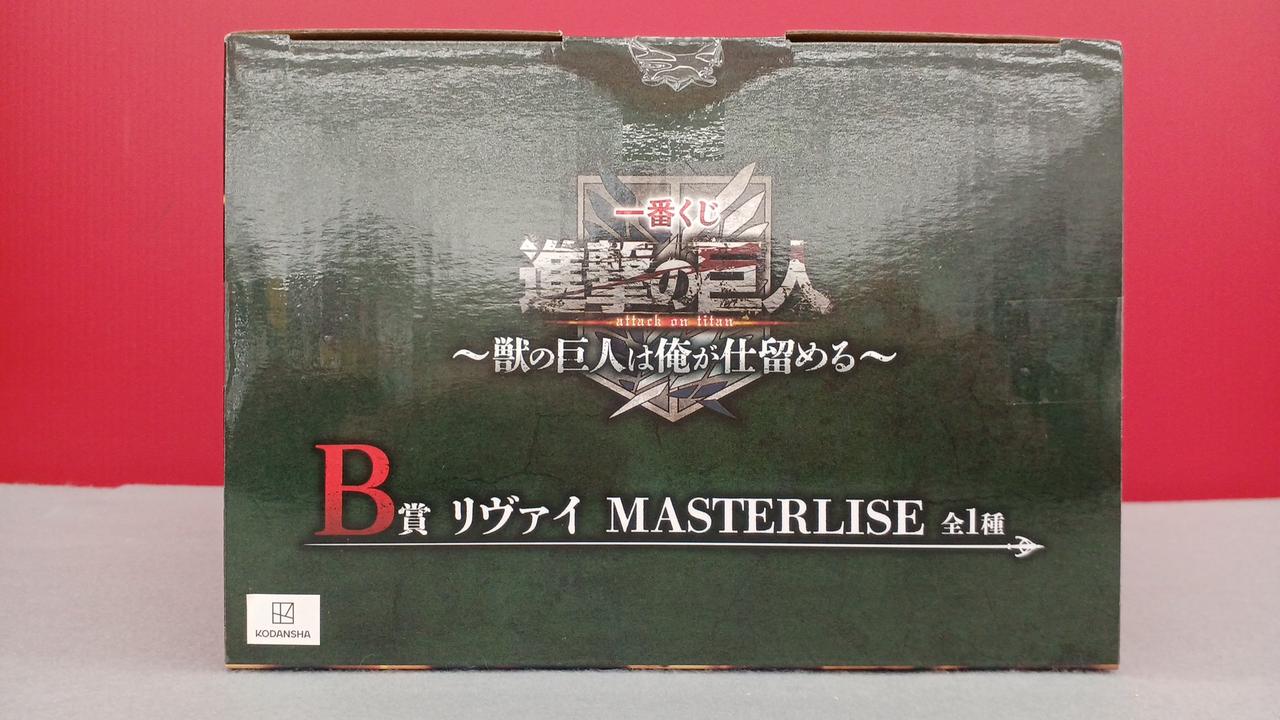 一番くじ
進撃の巨人
attack on titan
～獣の巨人は俺が仕留める～
B賞 リヴァイ MASTERLISE 全1種
KODANSHA